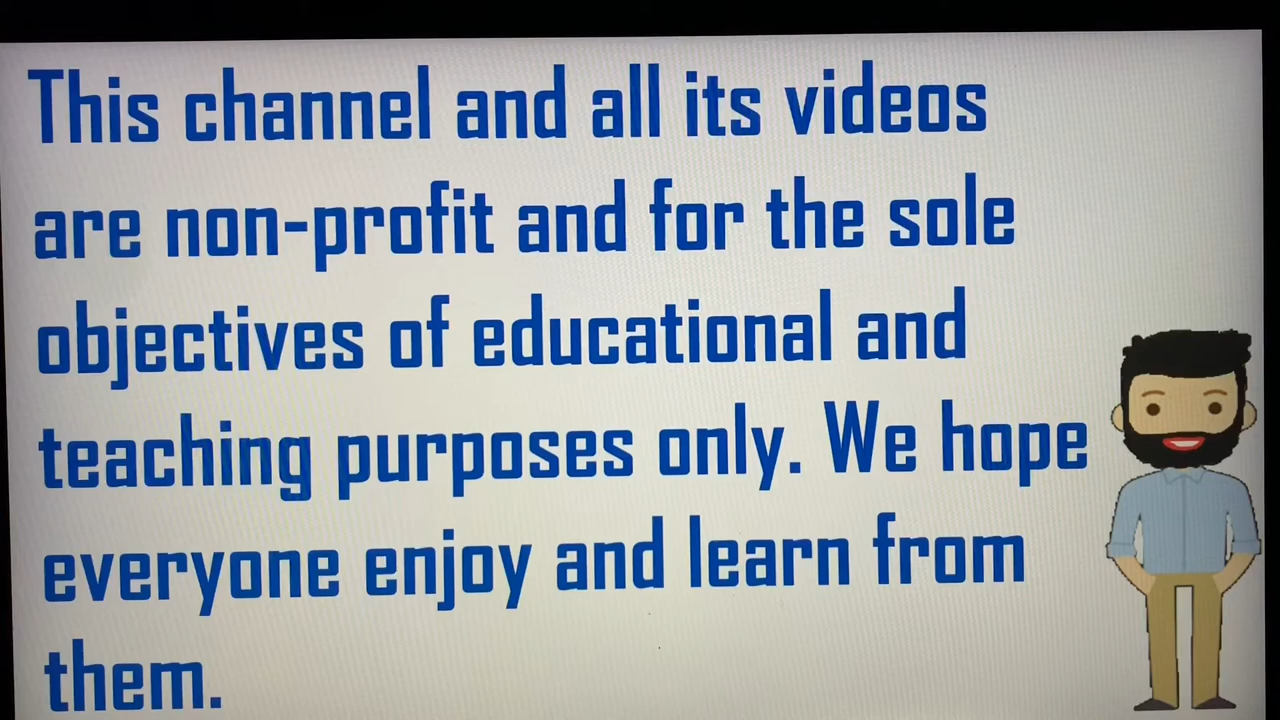 This channel and all its videos
are non-profit and for the sole
objectives of educational and
teaching purposes only. We hope
everyone enjoy and learn from
them.